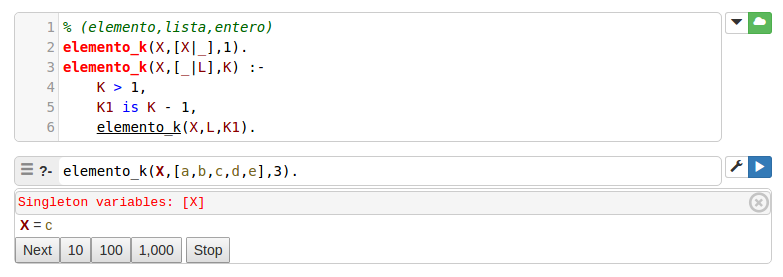 1 % (elemento,lista,entero)
2 elemento_k(X,[X|_],1).
3 elemento_k(X,[_|L],K) :-
4     K > 1,
5     K1 is K - 1,
6     elemento_k(X,L,K1).
?- elemento_k(X,[a,b,c,d,e],3).
Singleton variables: [X]
X = c
Next 10 100 1,000 Stop